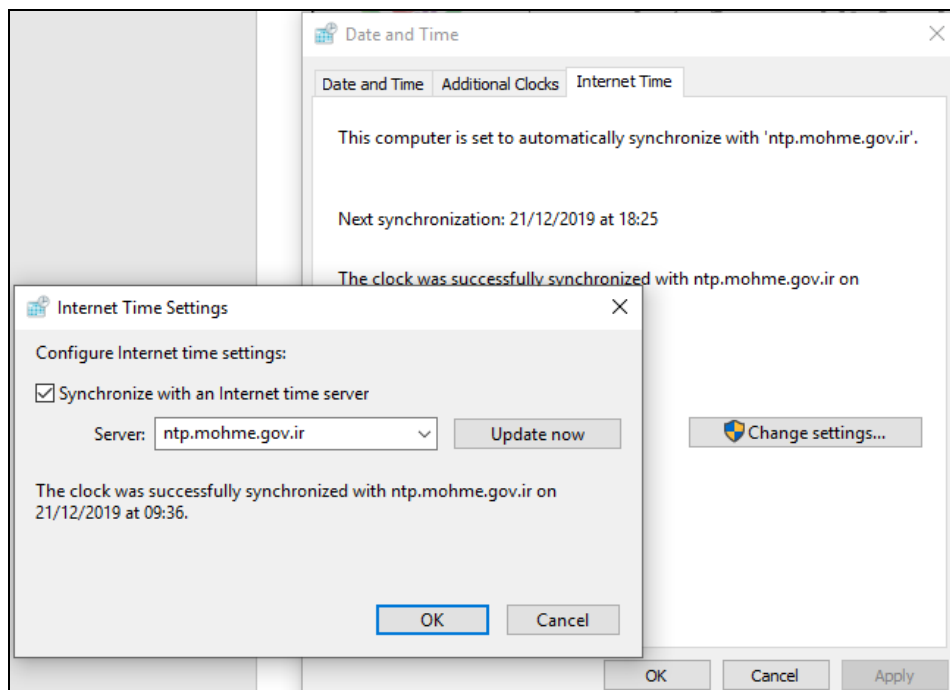 Date and Time
Date and Time
Additional Clocks
Internet Time
This computer is set to automatically synchronize with 'ntp.mohme.gov.ir'.
Next synchronization: 21/12/2019 at 18:25
The clock was successfully synchronized with ntp.mohme.gov.ir on
Change settings...
OK
Cancel
Apply
Internet Time Settings
Configure Internet time settings:
Synchronize with an Internet time server
Server: ntp.mohme.gov.ir
Update now
The clock was successfully synchronized with ntp.mohme.gov.ir on
21/12/2019 at 09:36.
OK
Cancel